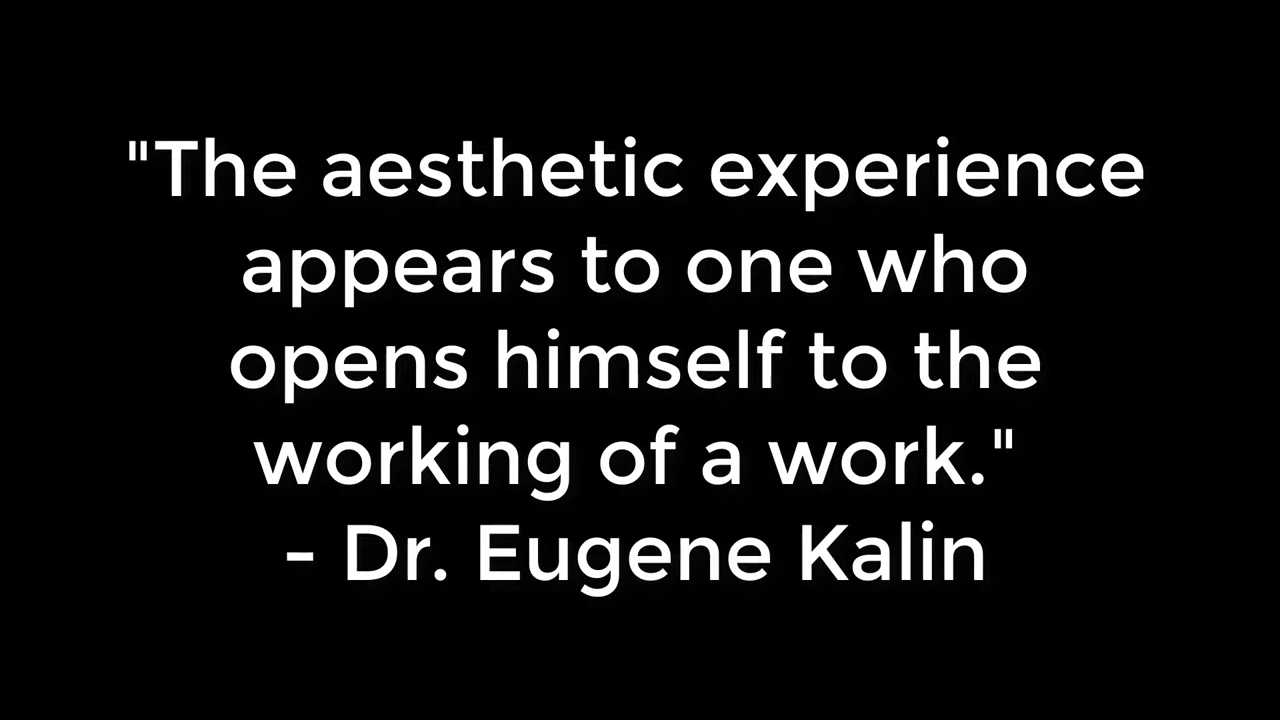 "The aesthetic experience
appears to one who
opens himself to the
working of a work."
- Dr. Eugene Kalin